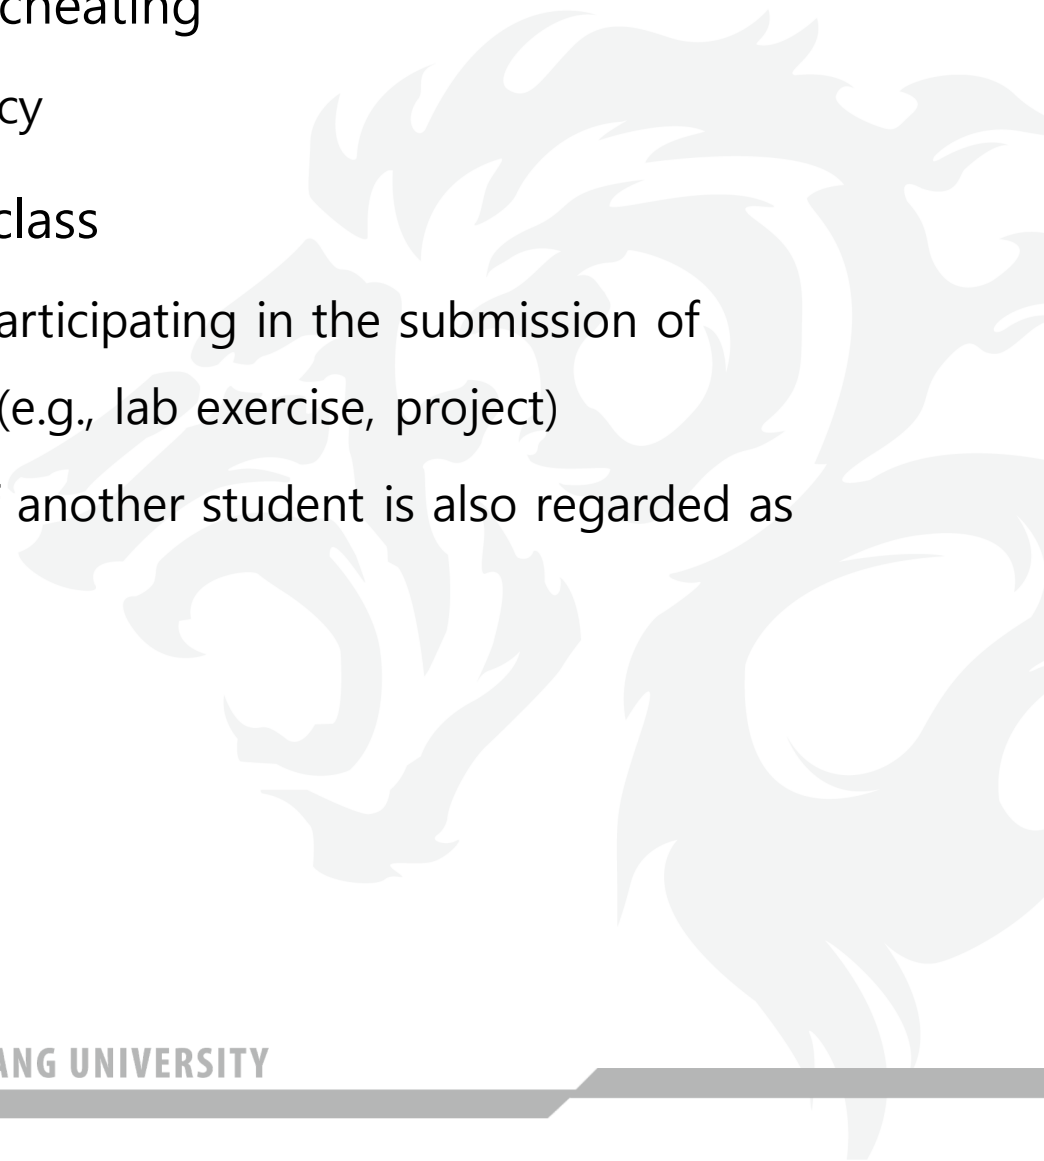 cheating
cy
class
articipating in the submission of
(e.g., lab exercise, project)
another student is also regarded as
ANG UNIVERSITY